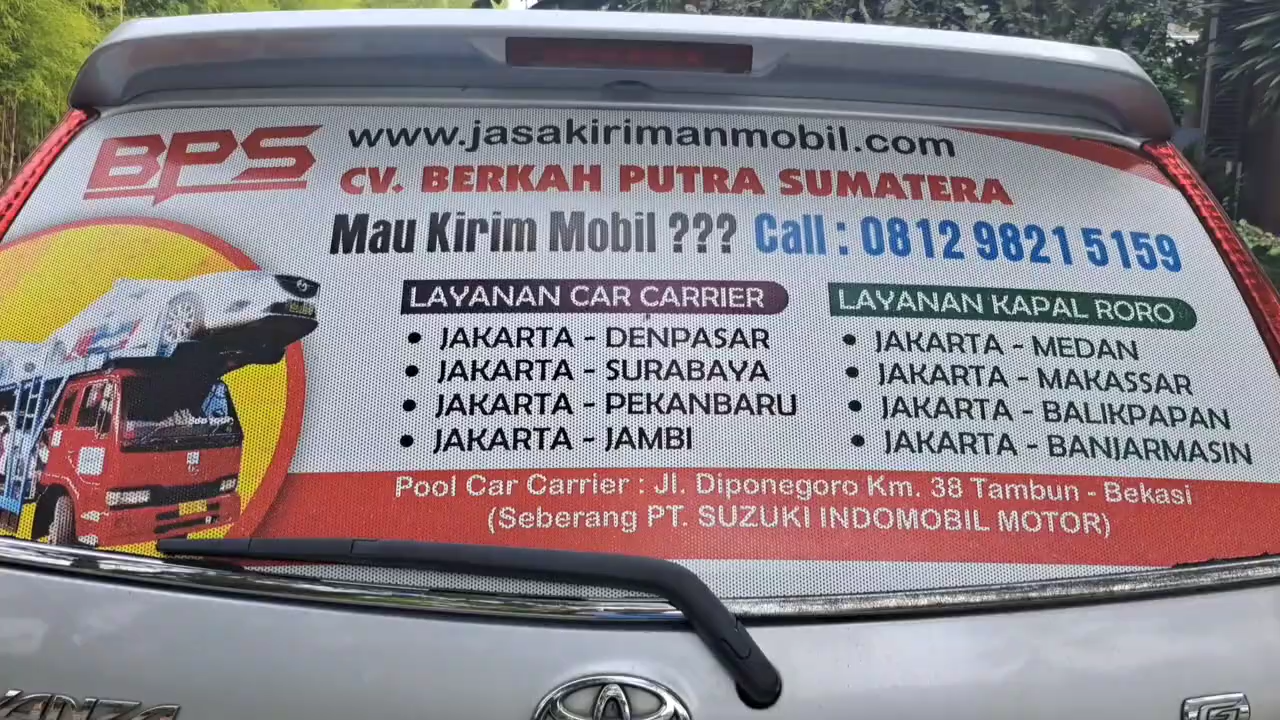 BPS
www.jasakirimanmobil.com
CV. BERKAH PUTRA SUMATERA
Mau Kirim Mobil ??? Call : 0812 9821 5159
LAYANAN CAR CARRIER
• JAKARTA - DENPASAR
• JAKARTA - SURABAYA
• JAKARTA - PEKANBARU
• JAKARTA - JAMBI
LAYANAN KAPAL RORO
• JAKARTA - MEDAN
• JAKARTA - MAKASSAR
• JAKARTA - BALIKPAPAN
• JAKARTA - BANJARMASIN
Pool Car Carrier : Jl. Diponegoro Km. 38 Tambun - Bekasi
(Seberang PT. SUZUKI INDOMOBIL MOTOR)
VANZA
G